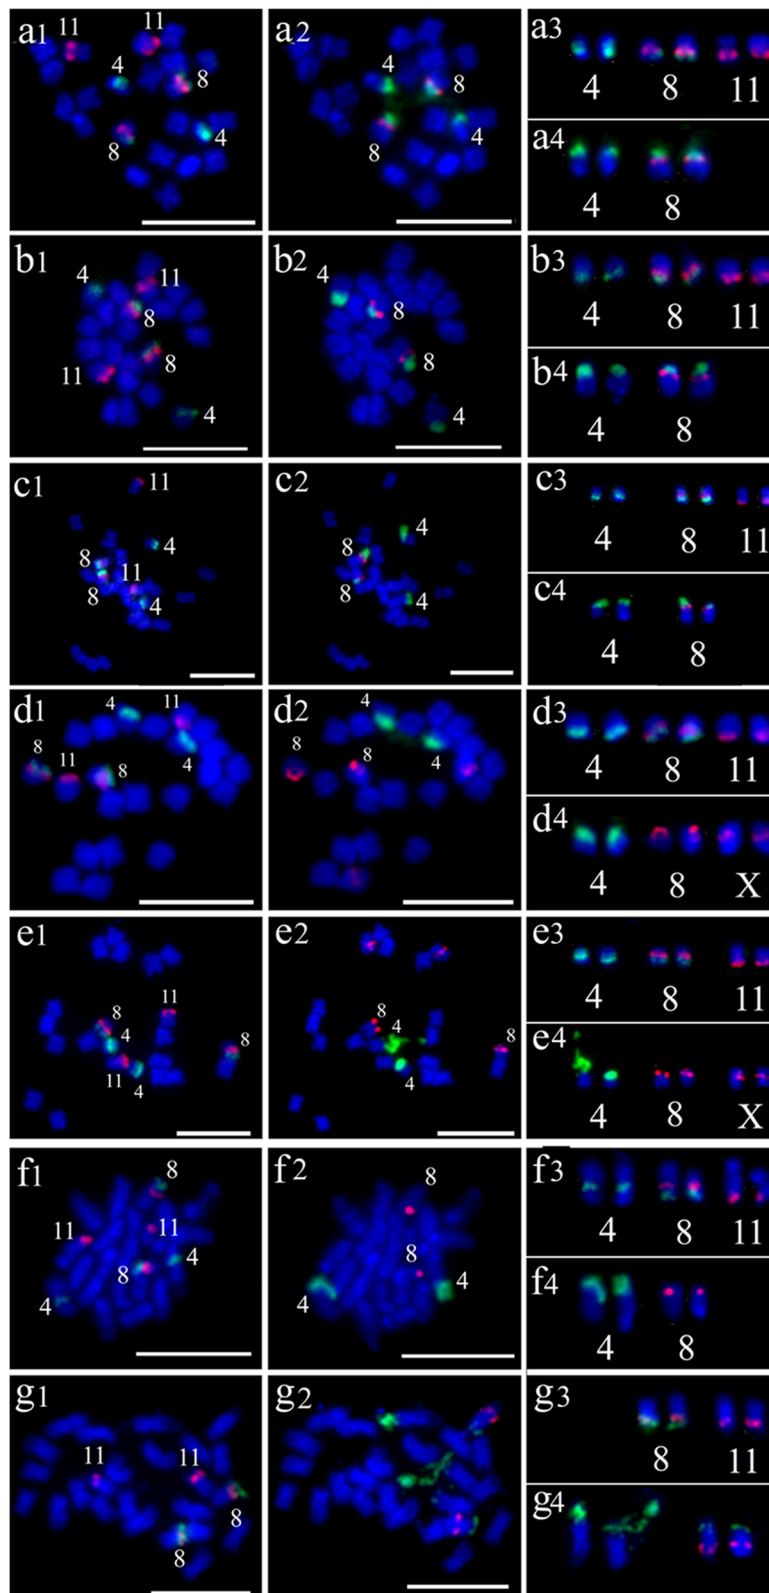 a1 11 11 4 8 8 4
a2 4 8 8 4
a3 4 8 11
a4 4 8
b1 4 11 8 8 11 4
b2 4 8 8 4
b3 4 8 11
b4 4 8
c1 11 4 8 8 11 4
c2 4 8 8 4
c3 4 8 11
c4 4 8
d1 4 11 8 11 8 4
d2 4 8 8 4
d3 4 8 11
d4 4 8 X
e1 8 11 4 8 11 4
e2 8 4 8 4
e3 4 8 11
e4 4 8 X
f1 8 11 11 8 4 4
f2 8 8 4 4
f3 4 8 11
f4 4 8
g1 11 11 8 8
g2
g3 8 11
g4